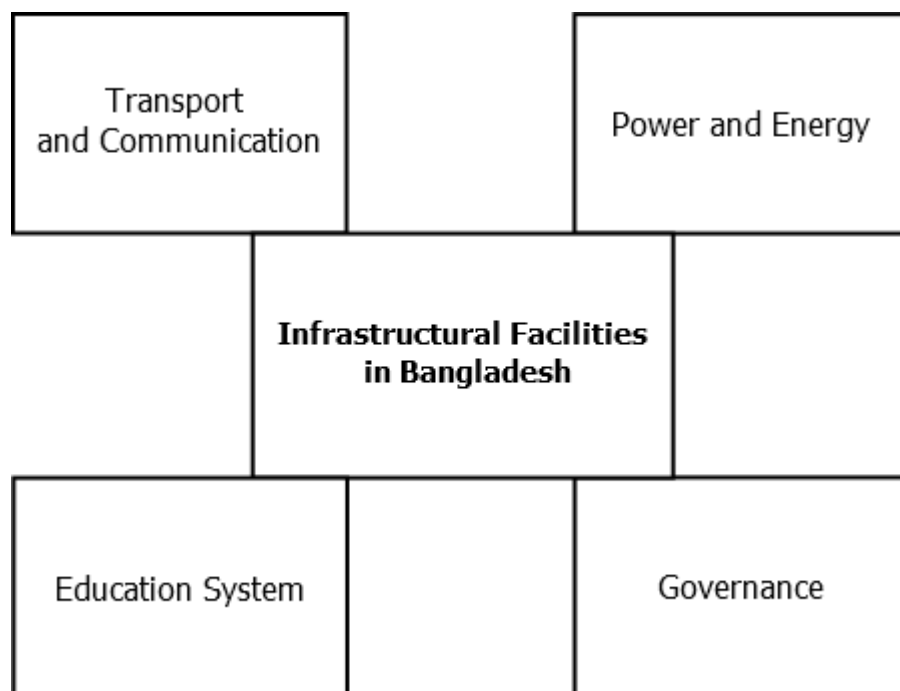 Transport
and Communication
Power and Energy
Infrastructural Facilities
in Bangladesh
Education System
Governance